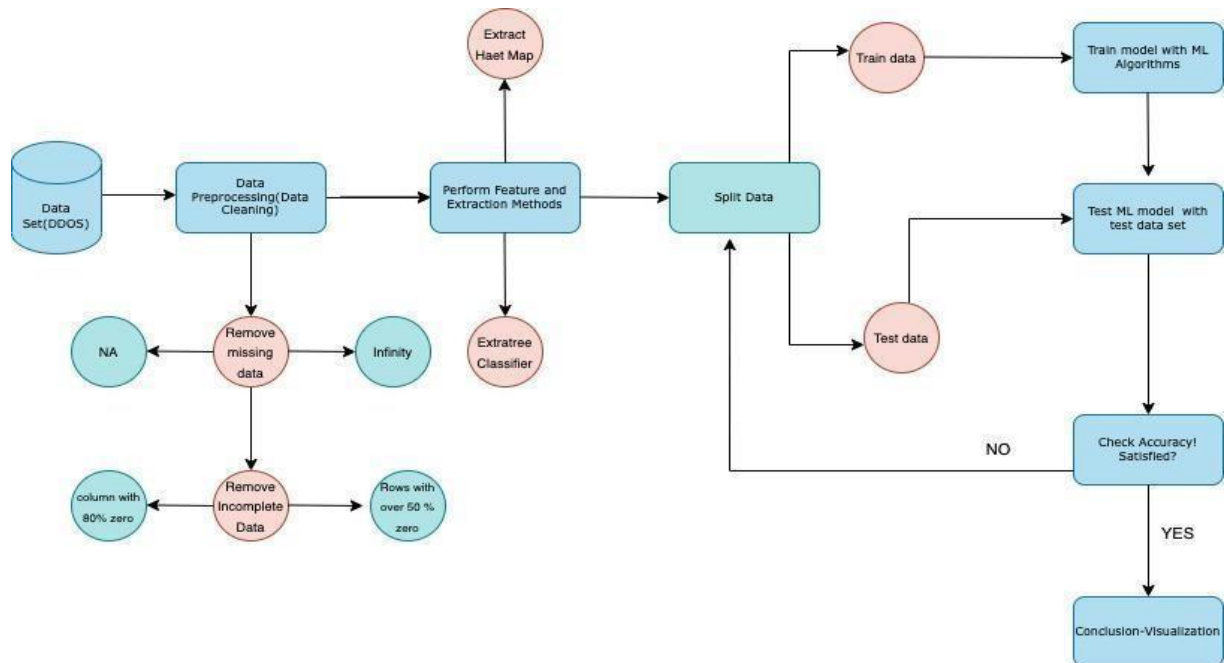 Extract
Haet Map
Train data
Train model with ML
Algorithms
Data
Set(DDOS)
Data
Preprocessing(Data
Cleaning)
Perform Feature and
Extraction Methods
Split Data
Test ML model with
test data set
NA
Remove
missing
data
Infinity
Extratree
Classifier
Test data
NO
Check Accuracy!
Satisfied?
column with
80% zero
Remove
Incomplete
Data
Rows with
over 50 %
zero
YES
Conclusion-Visualization